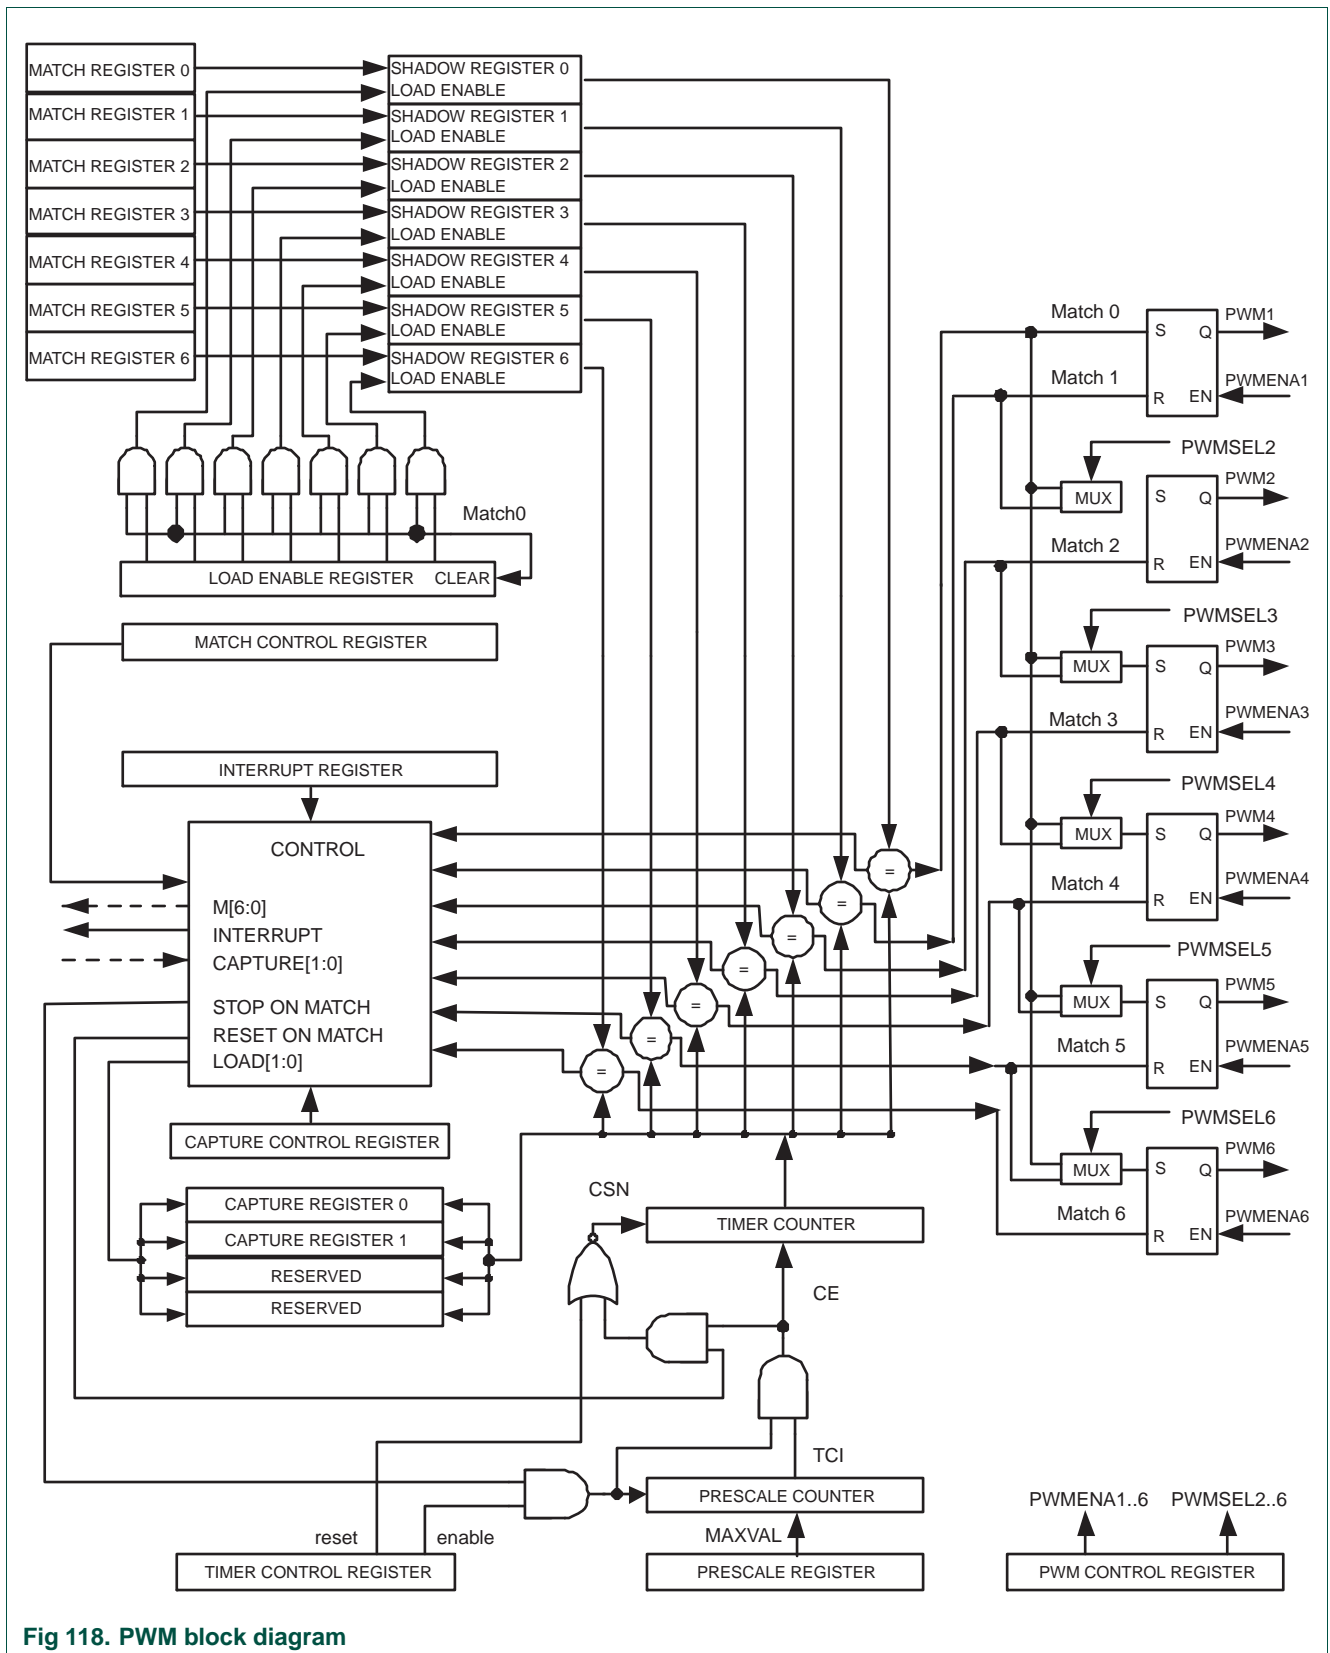 MATCH REGISTER 0
MATCH REGISTER 1
MATCH REGISTER 2
MATCH REGISTER 3
MATCH REGISTER 4
MATCH REGISTER 5
MATCH REGISTER 6
SHADOW REGISTER 0
LOAD ENABLE
SHADOW REGISTER 1
LOAD ENABLE
SHADOW REGISTER 2
LOAD ENABLE
SHADOW REGISTER 3
LOAD ENABLE
SHADOW REGISTER 4
LOAD ENABLE
SHADOW REGISTER 5
LOAD ENABLE
SHADOW REGISTER 6
LOAD ENABLE
Match0
LOAD ENABLE REGISTER CLEAR
MATCH CONTROL REGISTER
INTERRUPT REGISTER
CONTROL
M[6:0]
INTERRUPT
CAPTURE[1:0]
STOP ON MATCH
RESET ON MATCH
LOAD[1:0]
CAPTURE CONTROL REGISTER
CAPTURE REGISTER 0
CAPTURE REGISTER 1
RESERVED
RESERVED
=
=
=
=
=
=
=
Match 0
S Q
PWM1
Match 1
R EN
PWMENA1
PWMSEL2
MUX
S Q
PWM2
Match 2
R EN
PWMENA2
PWMSEL3
MUX
S Q
PWM3
Match 3
R EN
PWMENA3
PWMSEL4
MUX
S Q
PWM4
Match 4
R EN
PWMENA4
PWMSEL5
MUX
S Q
PWM5
Match 5
R EN
PWMENA5
PWMSEL6
MUX
S Q
PWM6
Match 6
R EN
PWMENA6
CSN
TIMER COUNTER
CE
TCI
PRESCALE COUNTER
MAXVAL
PRESCALE REGISTER
reset
enable
TIMER CONTROL REGISTER
PWMENA1..6
PWMSEL2..6
PWM CONTROL REGISTER
Fig 118. PWM block diagram